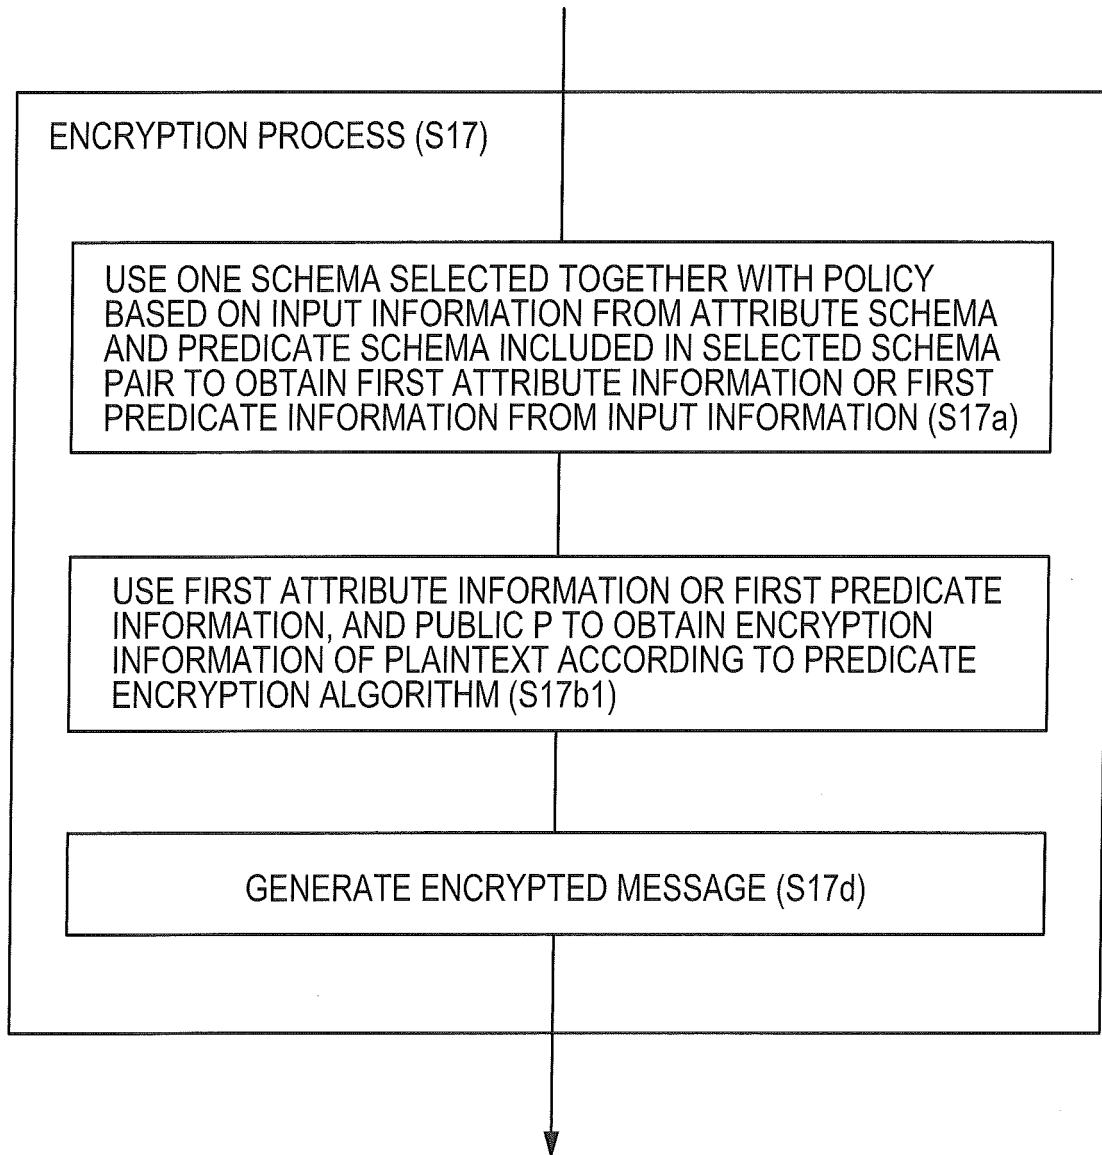 ENCRYPTION PROCESS (S17)
USE ONE SCHEMA SELECTED TOGETHER WITH POLICY
BASED ON INPUT INFORMATION FROM ATTRIBUTE SCHEMA
AND PREDICATE SCHEMA INCLUDED IN SELECTED SCHEMA
PAIR TO OBTAIN FIRST ATTRIBUTE INFORMATION OR FIRST
PREDICATE INFORMATION FROM INPUT INFORMATION (S17a)
USE FIRST ATTRIBUTE INFORMATION OR FIRST PREDICATE
INFORMATION, AND PUBLIC P TO OBTAIN ENCRYPTION
INFORMATION OF PLAINTEXT ACCORDING TO PREDICATE
ENCRYPTION ALGORITHM (S17b1)
GENERATE ENCRYPTED MESSAGE (S17d)